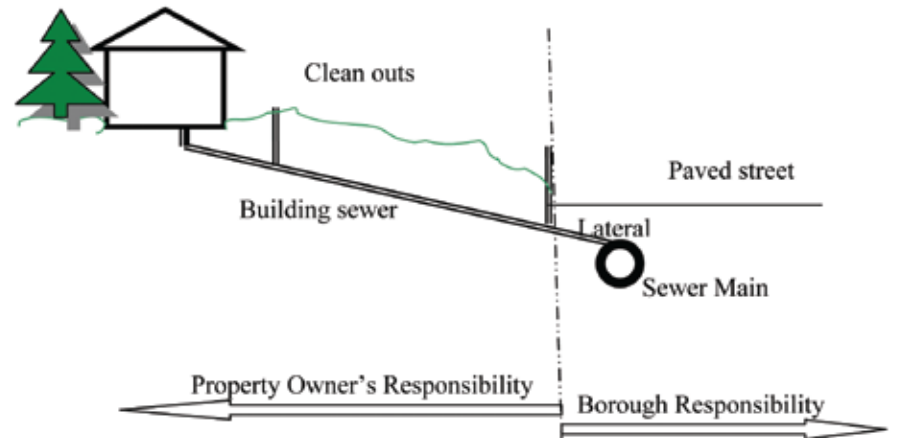 Clean outs
Paved street
Building sewer
Lateral
Sewer Main
Property Owner's Responsibility
Borough Responsibility